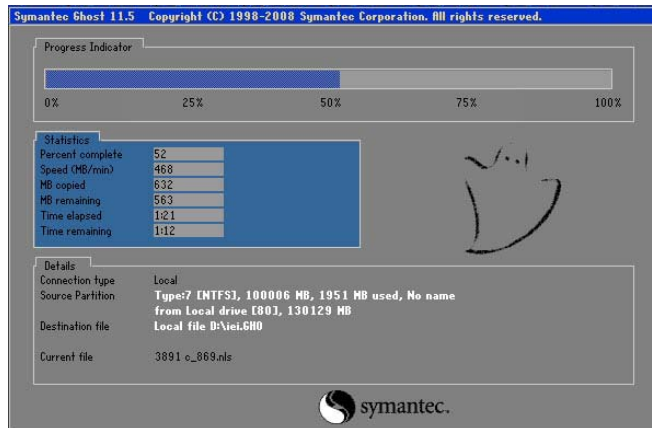 Symantec Ghost 11.5 Copyright (C) 1998-2008 Symantec Corporation. All rights reserved.
Progress Indicator
0% 25% 50% 75% 100%
Statistics
Percent complete 52
Speed (MB/min) 468
MB copied 632
MB remaining 563
Time elapsed 1:21
Time remaining 1:12
Details
Connection type Local
Source Partition Type:7 [NTFS], 100006 MB, 1951 MB used, No name
from Local drive [80], 130129 MB
Destination file Local file D:\iei.GHO
Current file 3891 c_869.nls
symantec.